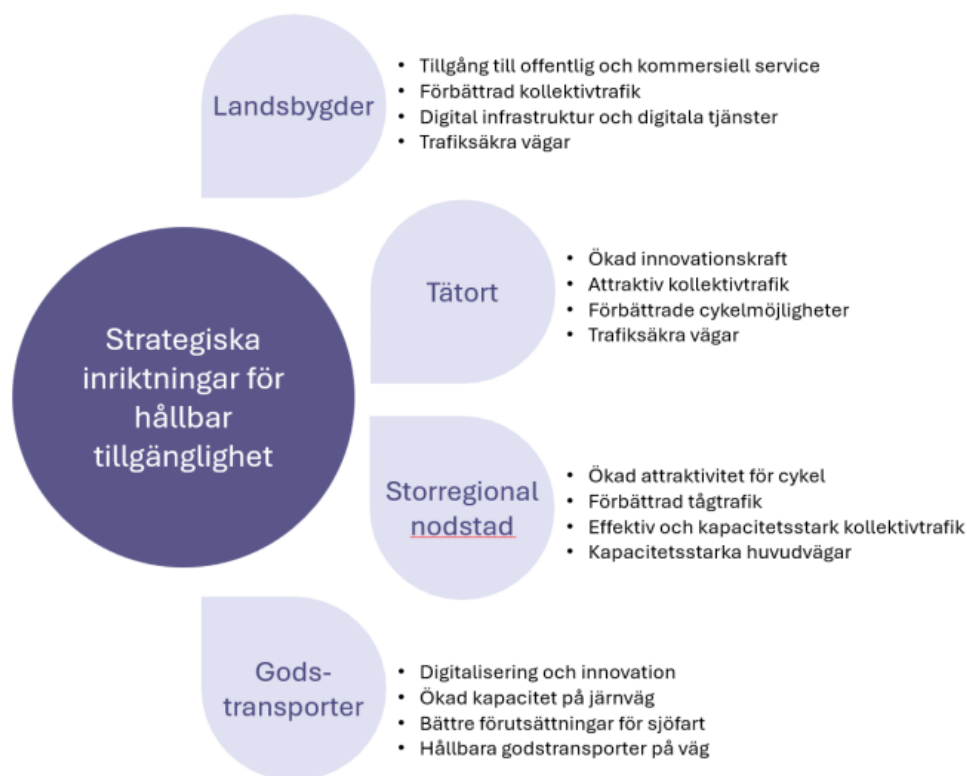 Landsbygder
• Tillgång till offentlig och kommersiell service
• Förbättrad kollektivtrafik
• Digital infrastruktur och digitala tjänster
• Trafiksäkra vägar
Tätort
• Ökad innovationskraft
• Attraktiv kollektivtrafik
• Förbättrade cykelmöjligheter
• Trafiksäkra vägar
Strategiska
inriktningar för
hållbar
tillgänglighet
Storregional
nodstad
• Ökad attraktivitet för cykel
• Förbättrad tågtrafik
• Effektiv och kapacitetsstark kollektivtrafik
• Kapacitetsstarka huvudvägar
Gods-
transporter
• Digitalisering och innovation
• Ökad kapacitet på järnväg
• Bättre förutsättningar för sjöfart
• Hållbara godstransporter på väg